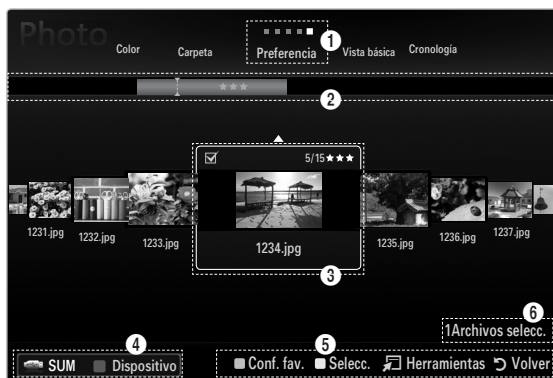 Photo
Color Carpeta Preferencia Vista básica Cronología
1
★★★
2
5/15★★★
1231.jpg 1232.jpg 1233.jpg 1234.jpg 1235.jpg 1236.jpg 1237.jpg
3
6
1Archivos selecc.
4 5
SUM Dispositivo Conf. fav. Selecc. Herramientas Volver